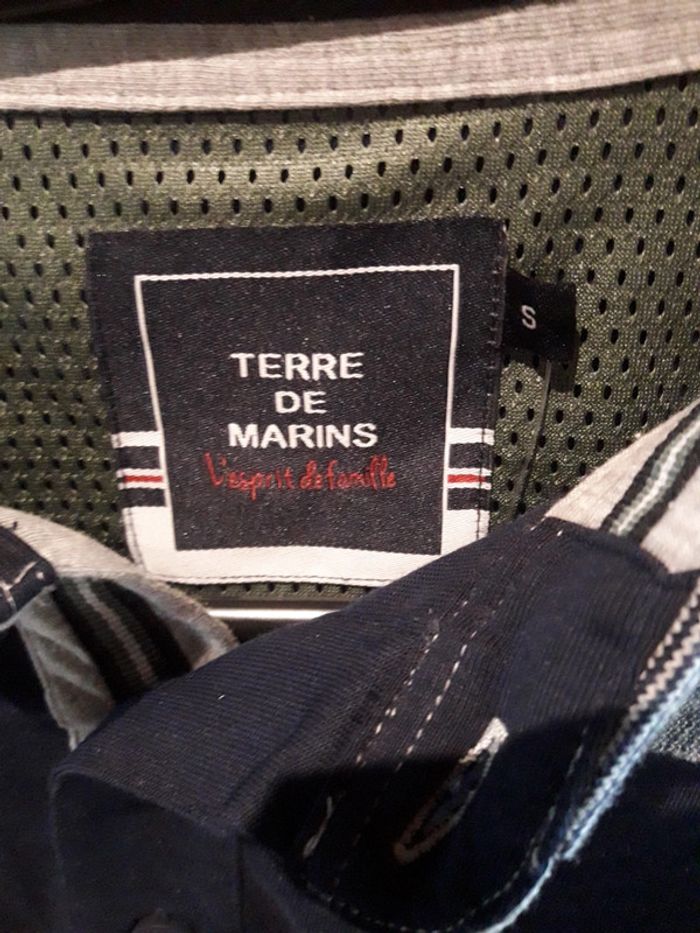 TERRE
DE
MARINS
L'esprit de famille
S